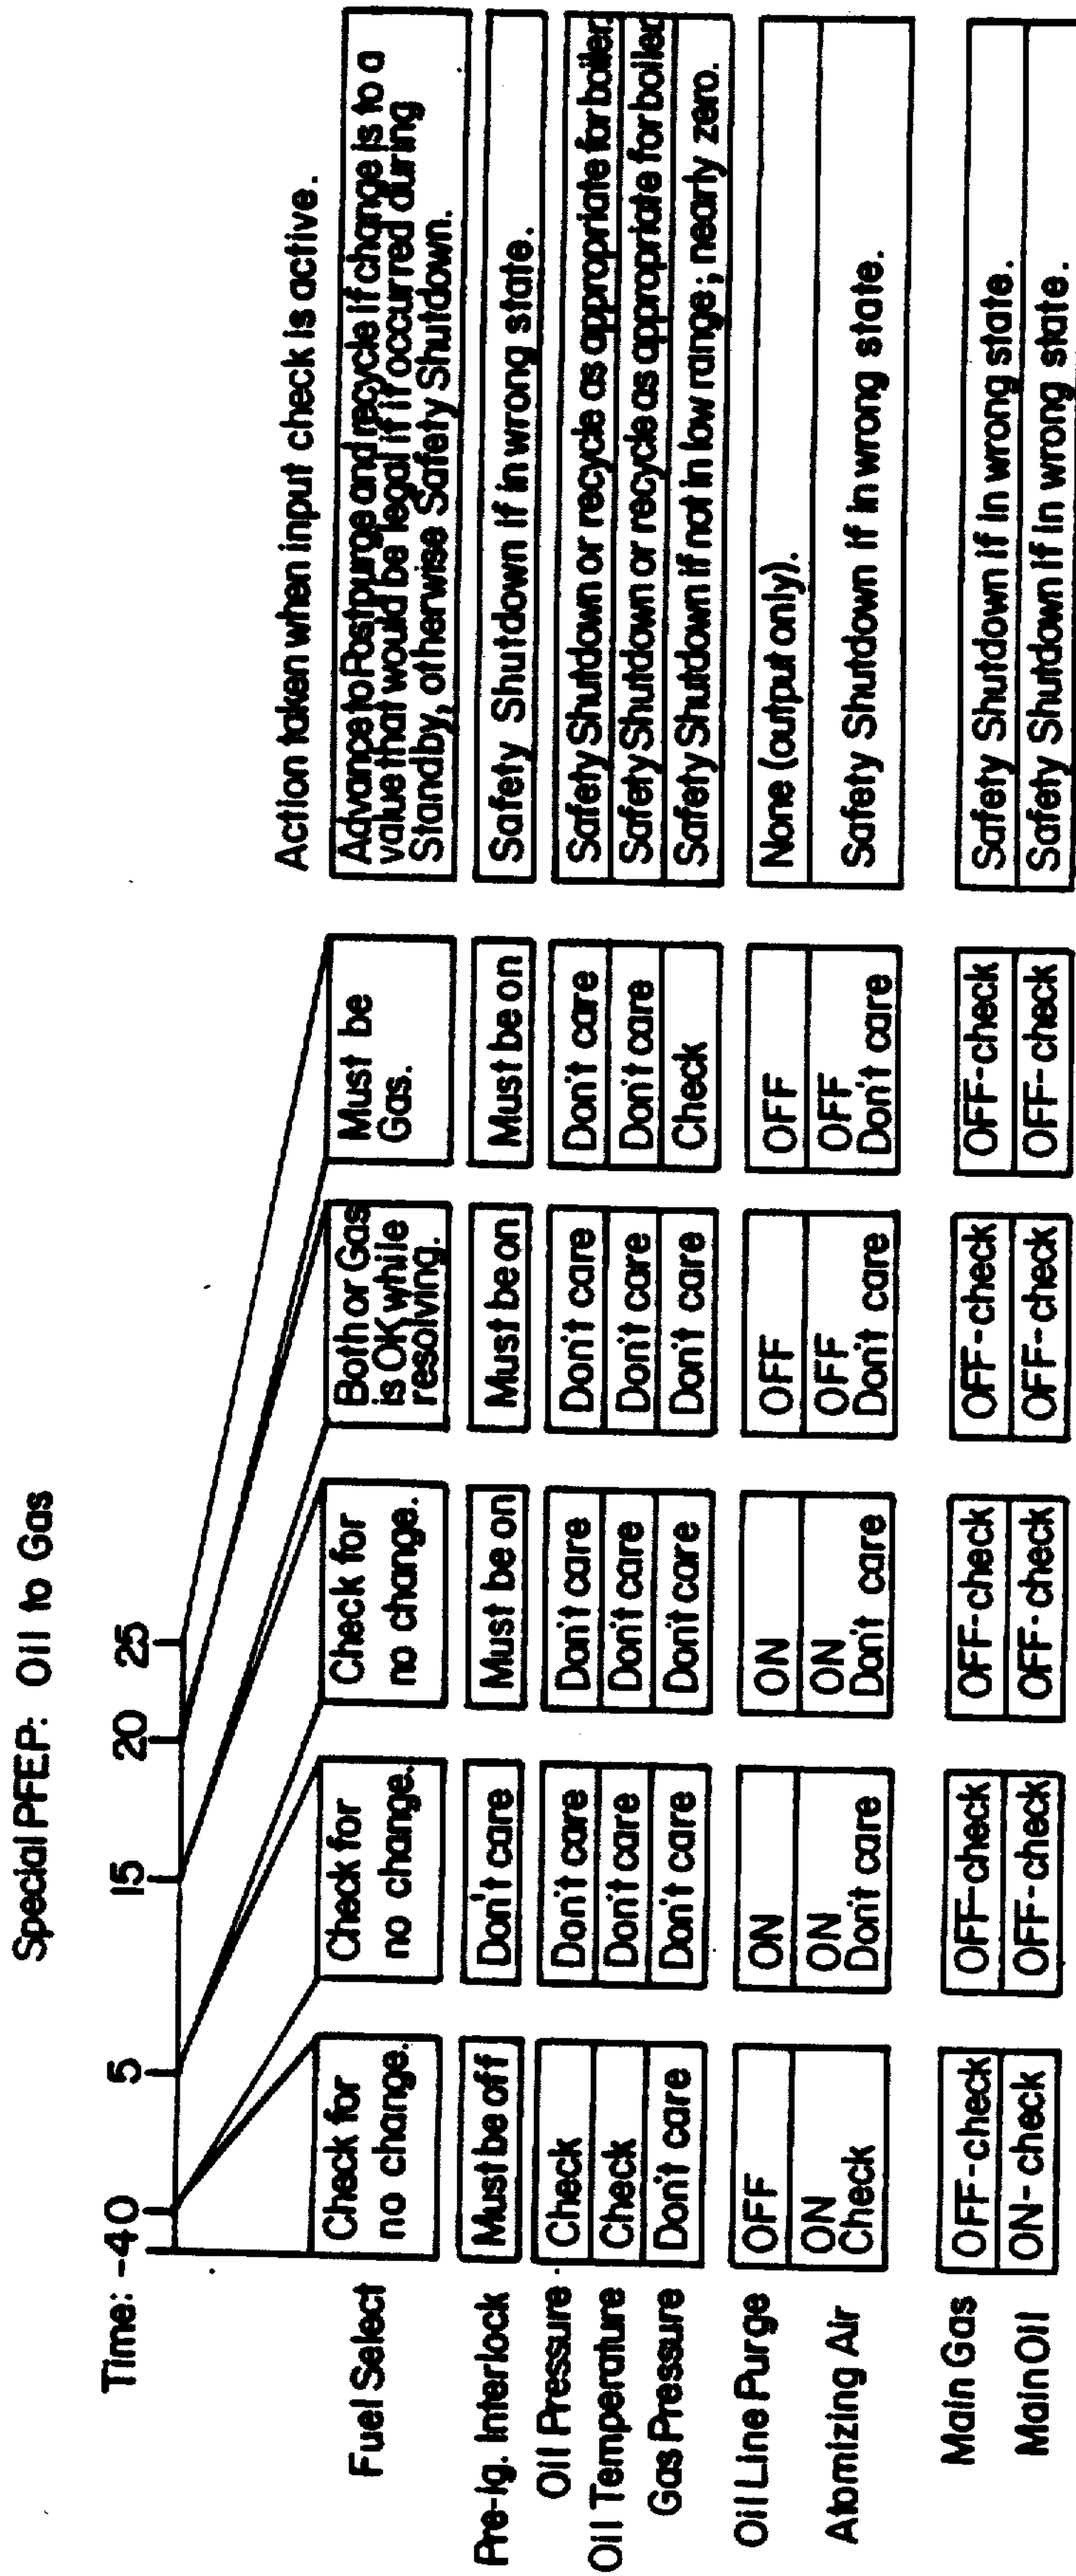 Special PFEP: Oil to Gas
Time: -4 0 5 15 20 25
Action taken when input check is active.
Fuel Select
Check for
no change.
Check for
no change.
Check for
no change.
Both or Gas
is OK while
resolving.
Must be
Gas.
Advance to Postpurge and recycle if change is to a
value that would be legal if it occurred during
Standby, otherwise Safety Shutdown.
Pre-ig. Interlock
Must be off
Don't care
Must be on
Must be on
Must be on
Safety Shutdown if in wrong state.
Oil Pressure
Check
Don't care
Don't care
Don't care
Don't care
Safety Shutdown or recycle as appropriate for boiler.
Oil Temperature
Check
Don't care
Don't care
Don't care
Don't care
Safety Shutdown or recycle as appropriate for boiler
Gas Pressure
Don't care
Don't care
Don't care
Don't care
Check
Safety Shutdown if not in low range; nearly zero.
Oil Line Purge
OFF
ON
ON
OFF
OFF
None (output only).
Atomizing Air
ON
Check
ON
Don't care
ON
Don't care
OFF
Don't care
OFF
Don't care
Safety Shutdown if in wrong state.
Main Gas
OFF-check
OFF-check
OFF-check
OFF-check
OFF-check
Safety Shutdown if in wrong state.
Main Oil
ON-check
OFF-check
OFF-check
OFF-check
OFF-check
Safety Shutdown if in wrong state.